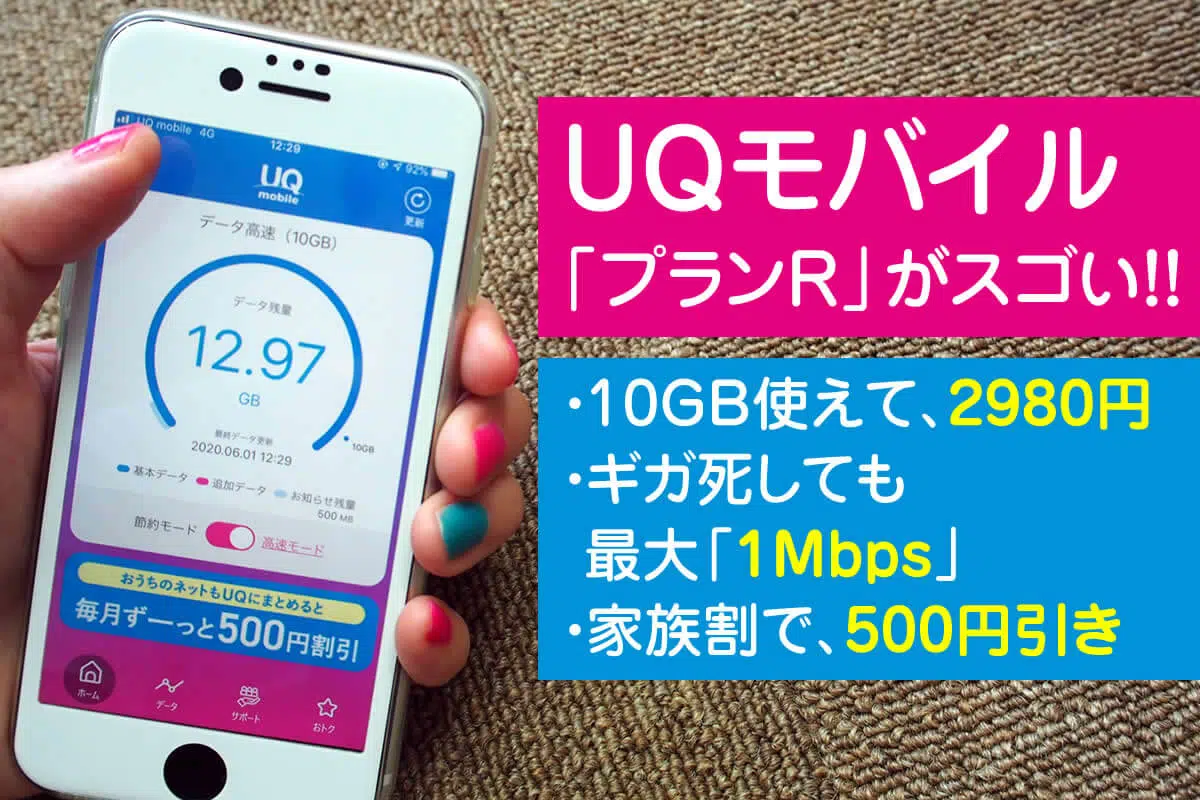 UQ mobile 4G
12:29
92%
UQ
mobile
更新
データ高速（10GB）
データ残量
12.97
GB
10GB
最終データ更新
2020.06.01 12:29
基本データ 追加データ お知らせ残量
500 MB
節約モード 高速モード
おうちのネットもUQにまとめると
毎月ずーっと500円割引
ホーム データ サポート おトク
UQモバイル
「プランR」がスゴい!!
・10GB使えて、2980円
・ギガ死しても
最大「1Mbps」
・家族割で、500円引き